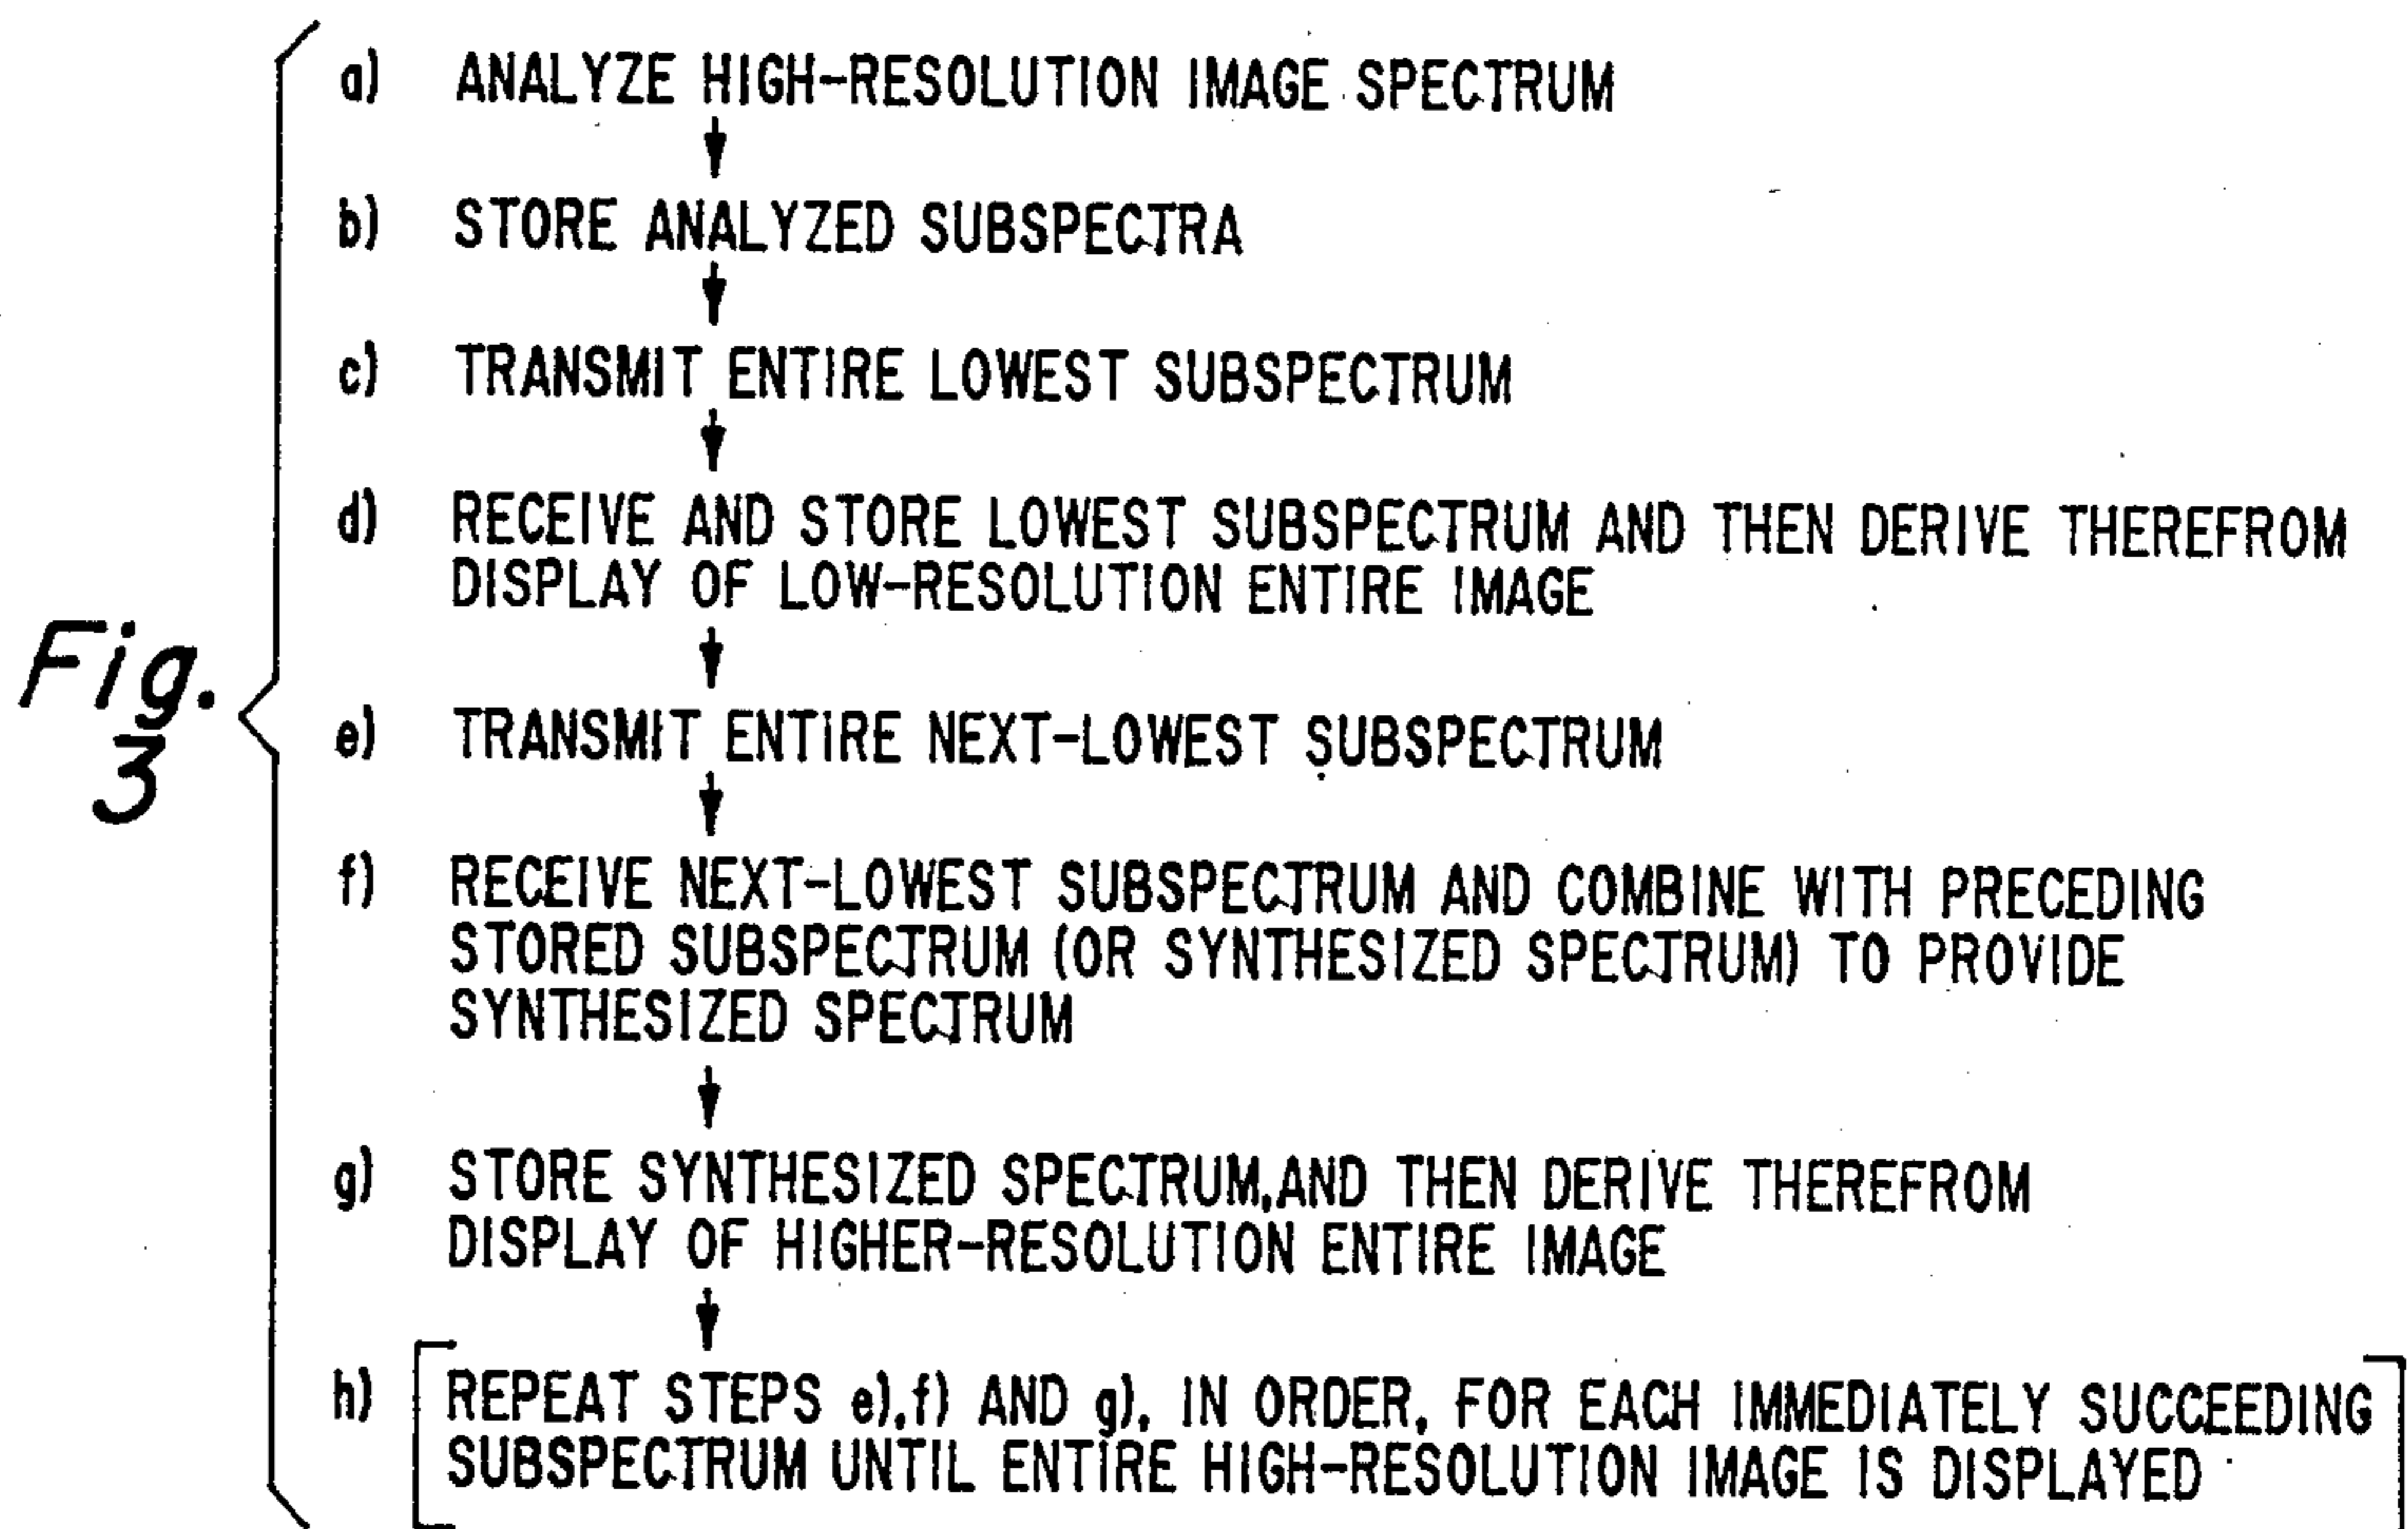 a) ANALYZE HIGH-RESOLUTION IMAGE SPECTRUM
b) STORE ANALYZED SUBSPECTRA
c) TRANSMIT ENTIRE LOWEST SUBSPECTRUM
d) RECEIVE AND STORE LOWEST SUBSPECTRUM AND THEN DERIVE THEREFROM
DISPLAY OF LOW-RESOLUTION ENTIRE IMAGE
Fig.
3
e) TRANSMIT ENTIRE NEXT-LOWEST SUBSPECTRUM
f) RECEIVE NEXT-LOWEST SUBSPECTRUM AND COMBINE WITH PRECEDING
STORED SUBSPECTRUM (OR SYNTHESIZED SPECTRUM) TO PROVIDE
SYNTHESIZED SPECTRUM
g) STORE SYNTHESIZED SPECTRUM, AND THEN DERIVE THEREFROM
DISPLAY OF HIGHER-RESOLUTION ENTIRE IMAGE
h) [REPEAT STEPS e), f) AND g), IN ORDER, FOR EACH IMMEDIATELY SUCCEEDING
SUBSPECTRUM UNTIL ENTIRE HIGH-RESOLUTION IMAGE IS DISPLAYED]